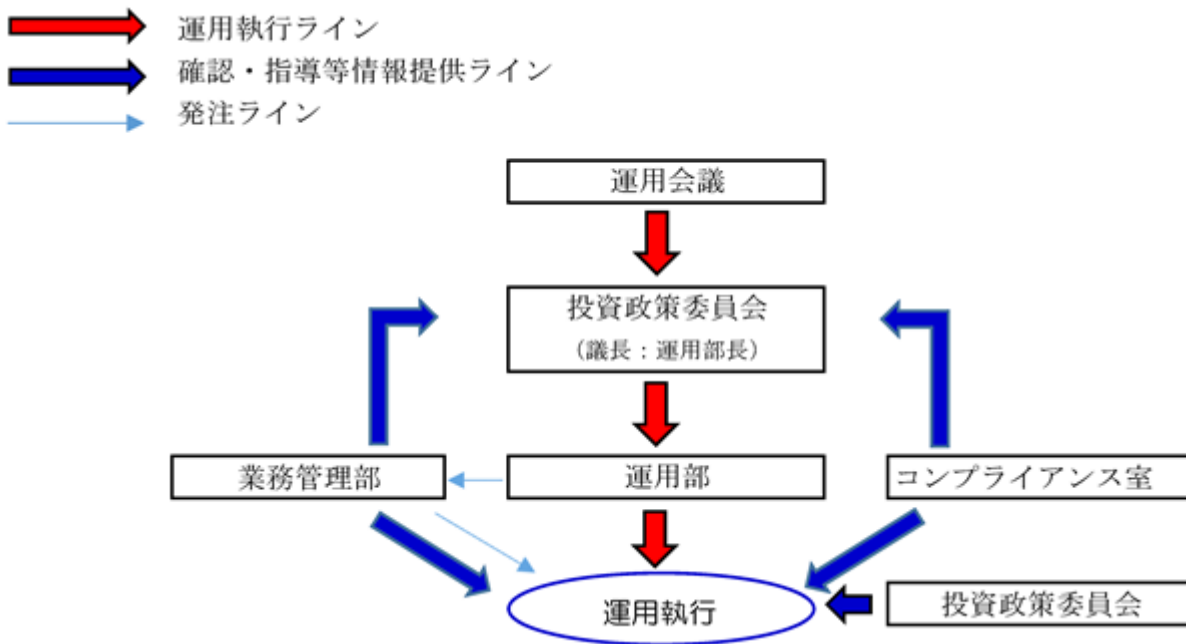 運用執行ライン
確認・指導等情報提供ライン
発注ライン
運用会議
投資政策委員会
（議長：運用部長）
業務管理部
運用部
コンプライアンス室
運用執行
投資政策委員会